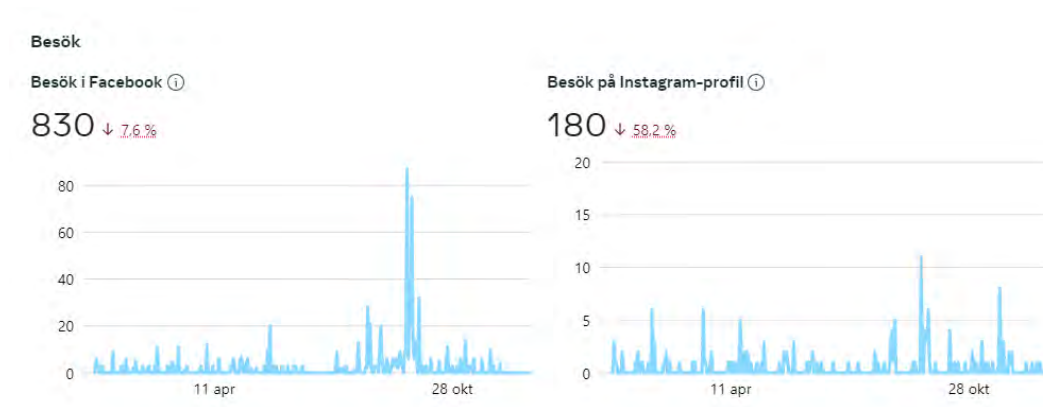 Besök
Besök i Facebook
830 ↓ 7,6 %
80
60
40
20
0
11 apr 28 okt
Besök på Instagram-profil
180 ↓ 58,2 %
20
15
10
5
0
11 apr 28 okt